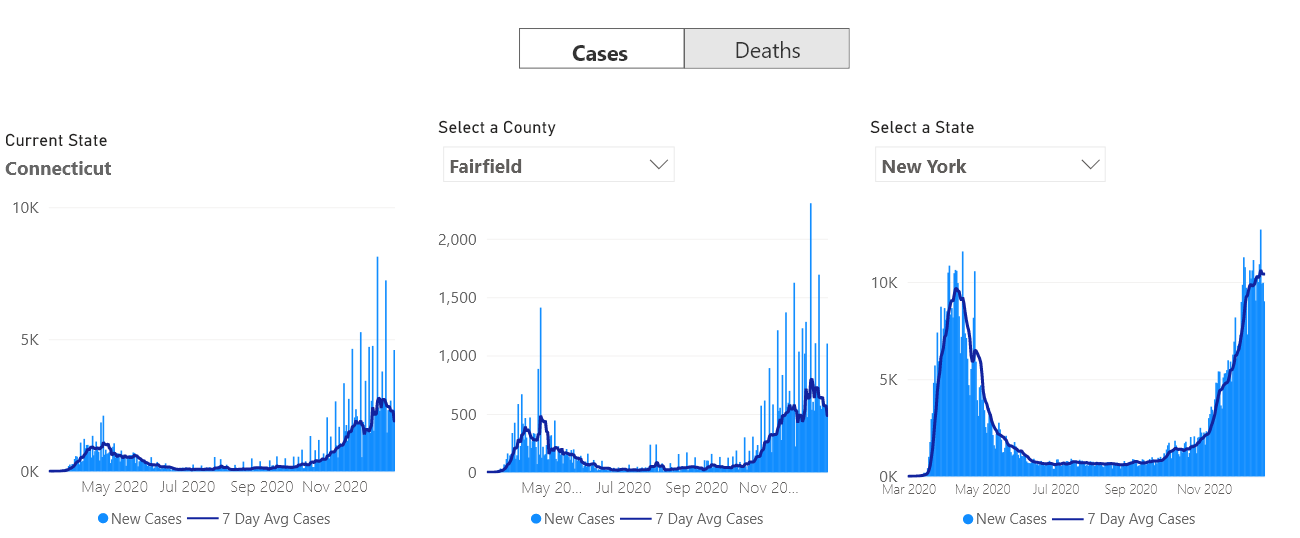 Cases
Deaths
Current State
Connecticut
10K
5K
0K
May 2020 Jul 2020 Sep 2020 Nov 2020
New Cases 7 Day Avg Cases
Select a County
Fairfield
2,000
1,500
1,000
500
0
May 20... Jul 2020 Sep 2020 Nov 20...
New Cases 7 Day Avg Cases
Select a State
New York
10K
5K
0K
Mar 2020 May 2020 Jul 2020 Sep 2020 Nov 2020
New Cases 7 Day Avg Cases